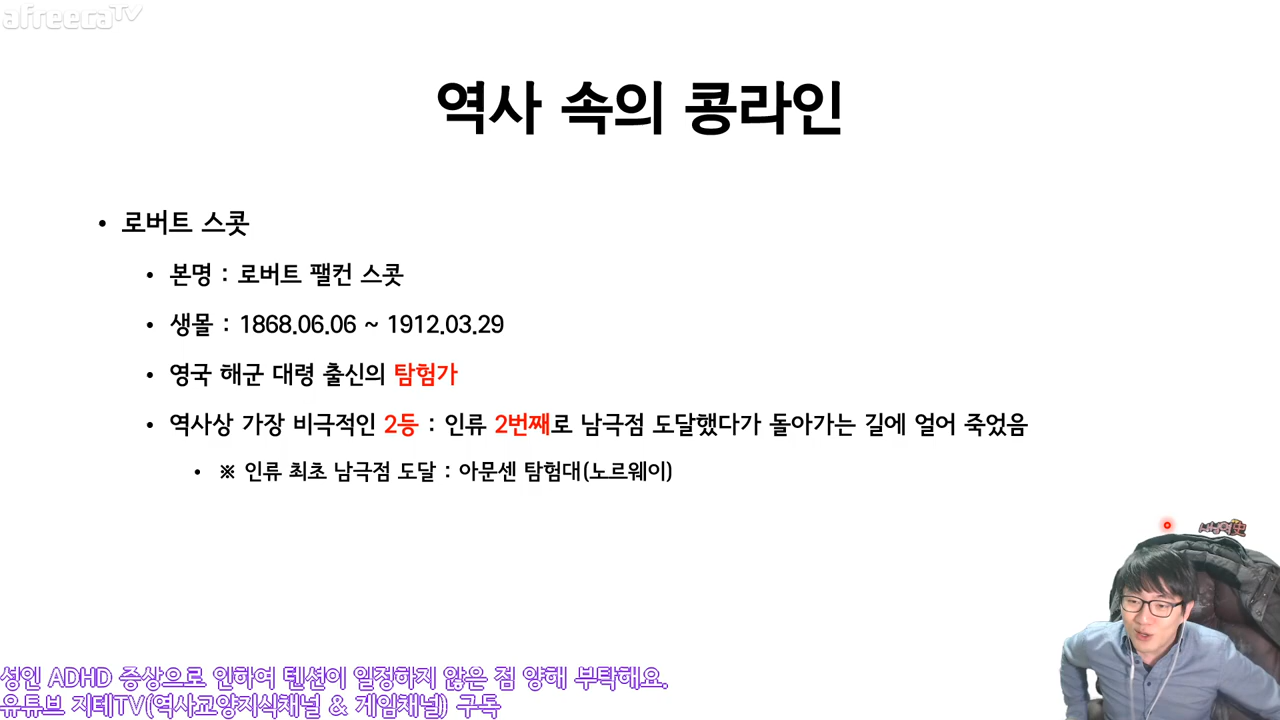 afreecaTV
역사 속의 콩라인
• 로버트 스콧
• 본명 : 로버트 팰컨 스콧
• 생몰 : 1868.06.06 ~ 1912.03.29
• 영국 해군 대령 출신의 탐험가
• 역사상 가장 비극적인 2등 : 인류 2번째로 남극점 도달했다가 돌아가는 길에 얼어 죽었음
• ※ 인류 최초 남극점 도달 : 아문센 탐험대(노르웨이)
성인 ADHD 증상으로 인하여 텐션이 일정하지 않은 점 양해 부탁해요.
유튜브 지테TV(역사교양지식채널 & 게임채널) 구독